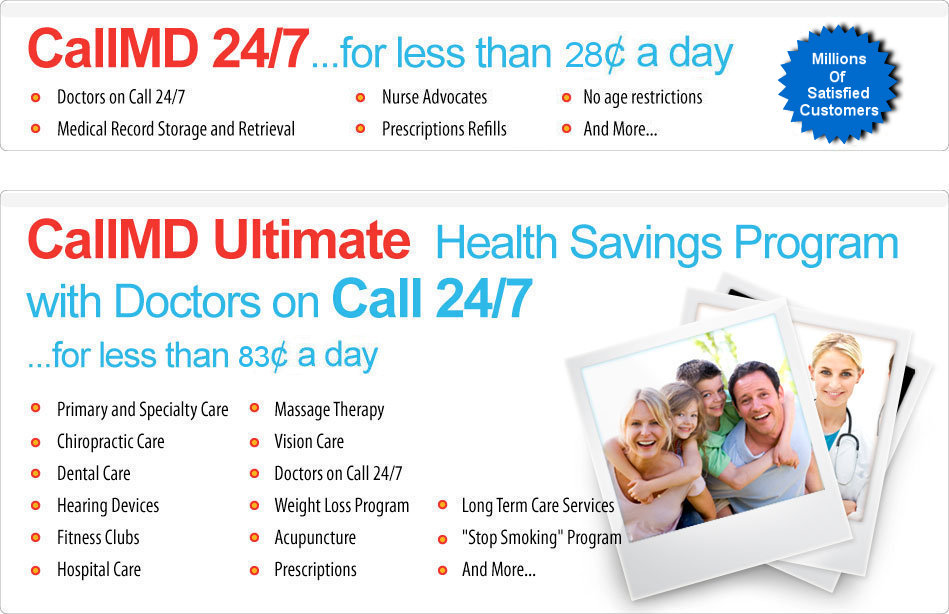 CallMD 24/7...for less than 28¢ a day
Doctors on Call 24/7
Nurse Advocates
No age restrictions
Medical Record Storage and Retrieval
Prescriptions Refills
And More...
Millions
Of
Satisfied
Customers
CallMD Ultimate Health Savings Program
with Doctors on Call 24/7
...for less than 83¢ a day
Primary and Specialty Care
Chiropractic Care
Dental Care
Hearing Devices
Fitness Clubs
Hospital Care
Massage Therapy
Vision Care
Doctors on Call 24/7
Weight Loss Program
Acupuncture
Prescriptions
Long Term Care Services
"Stop Smoking" Program
And More...